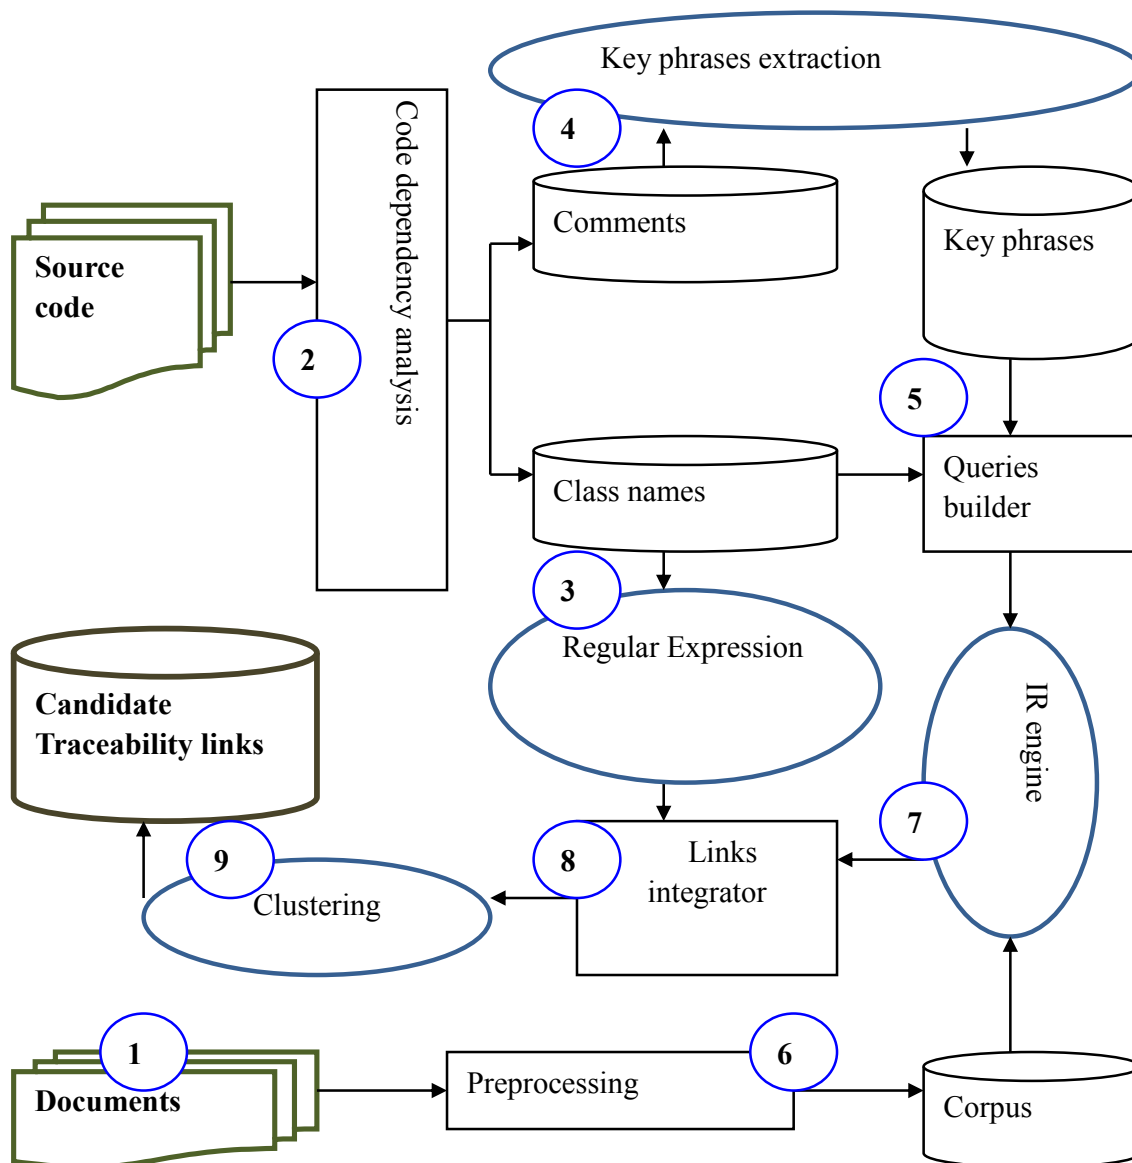 Key phrases extraction
4
Code dependency analysis
Comments
Key phrases
Source
code
2
5
Queries
builder
Class names
3
Regular Expression
IR engine
Candidate
Traceability links
7
9
8
Links
integrator
Clustering
1
6
Documents
Preprocessing
Corpus